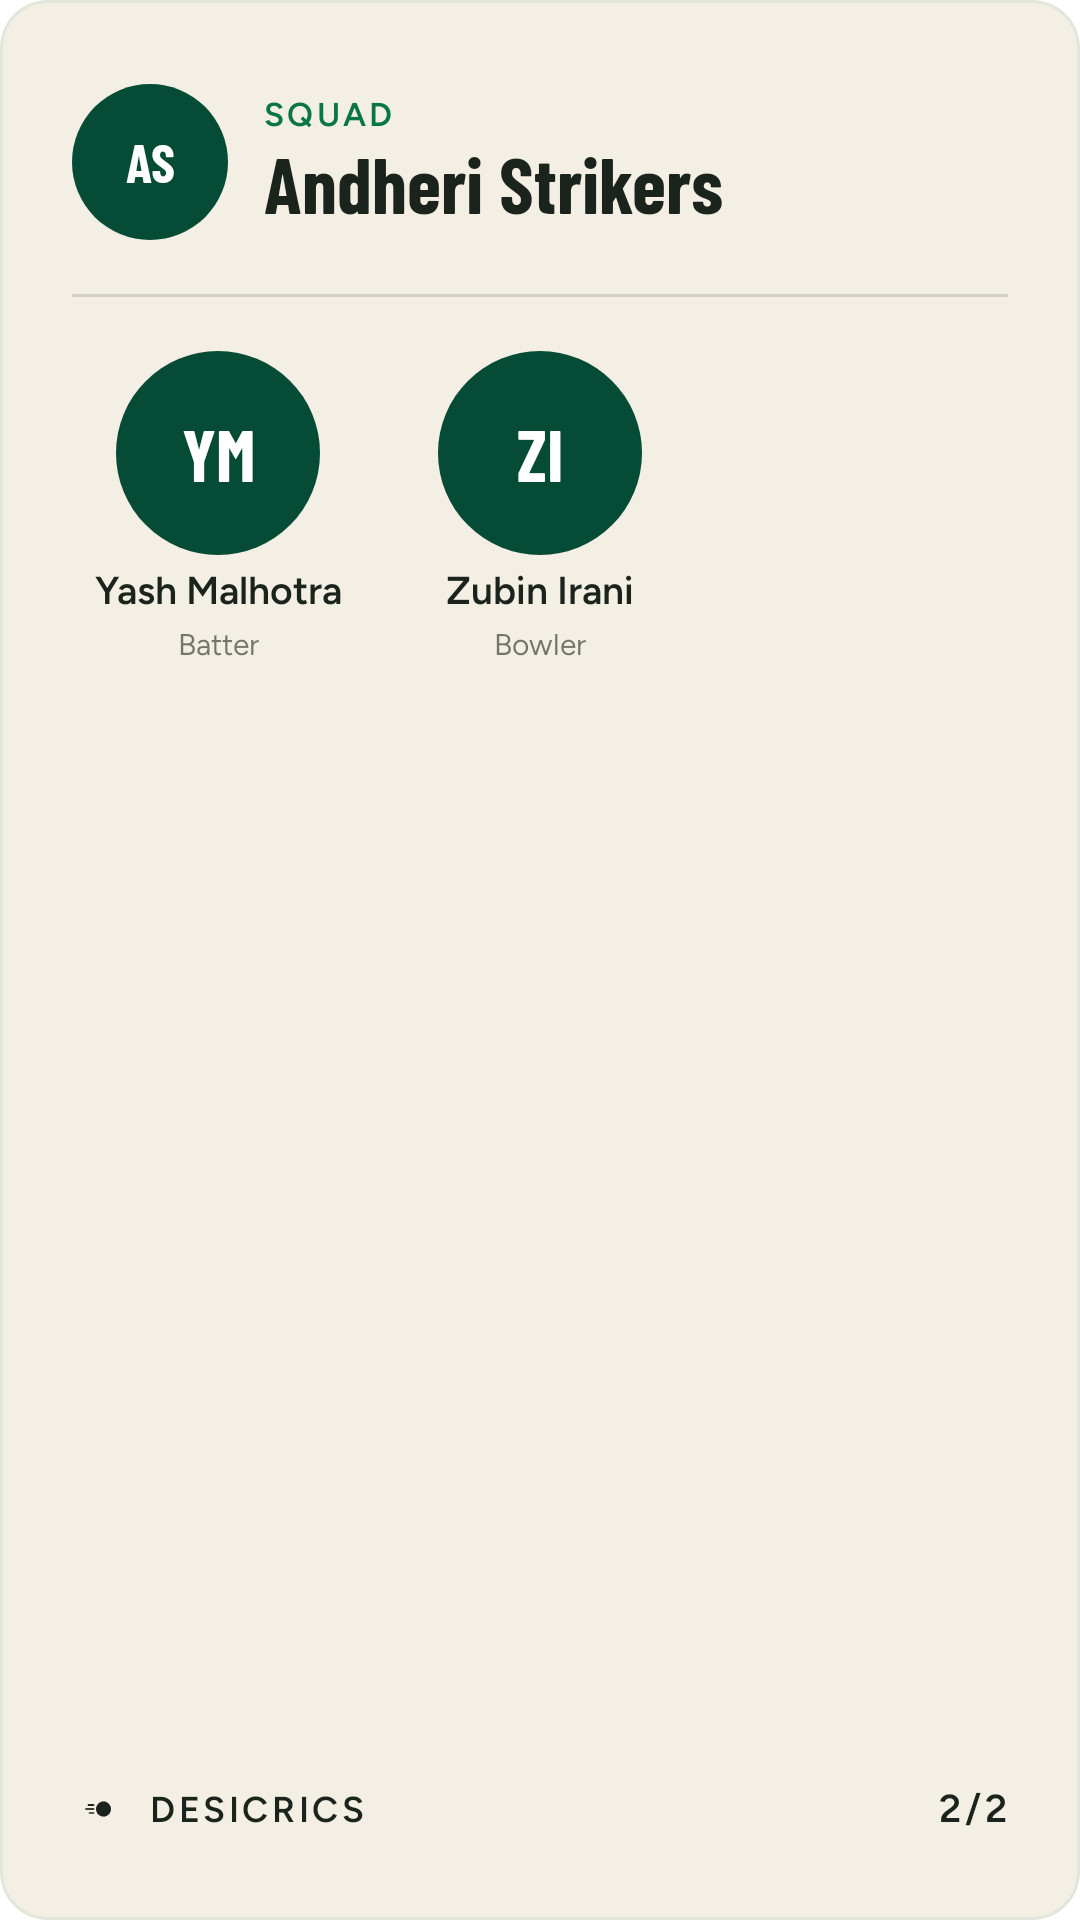 AS
SQUAD
Andheri Strikers
YM
ZI
Yash Malhotra
Zubin Irani
Batter
Bowler
DESICRICS
2/2